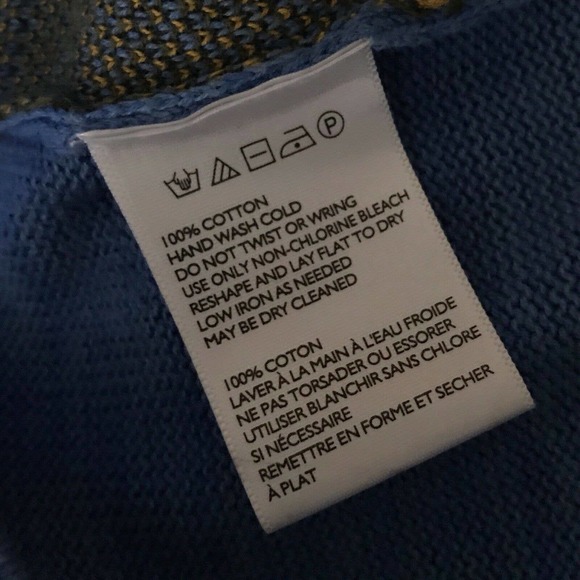 P
100% COTTON
HAND WASH COLD
DO NOT TWIST OR WRING
USE ONLY NON-CHLORINE BLEACH
RESHAPE AND LAY FLAT TO DRY
LOW IRON AS NEEDED
MAY BE DRY CLEANED
100% COTON
LAVER À LA MAIN À L'EAU FROIDE
NE PAS TORSADER OU ESSORER
UTILISER BLANCHIR SANS CHLORE
SI NÉCESSAIRE
REMETTRE EN FORME ET SECHER
À PLAT